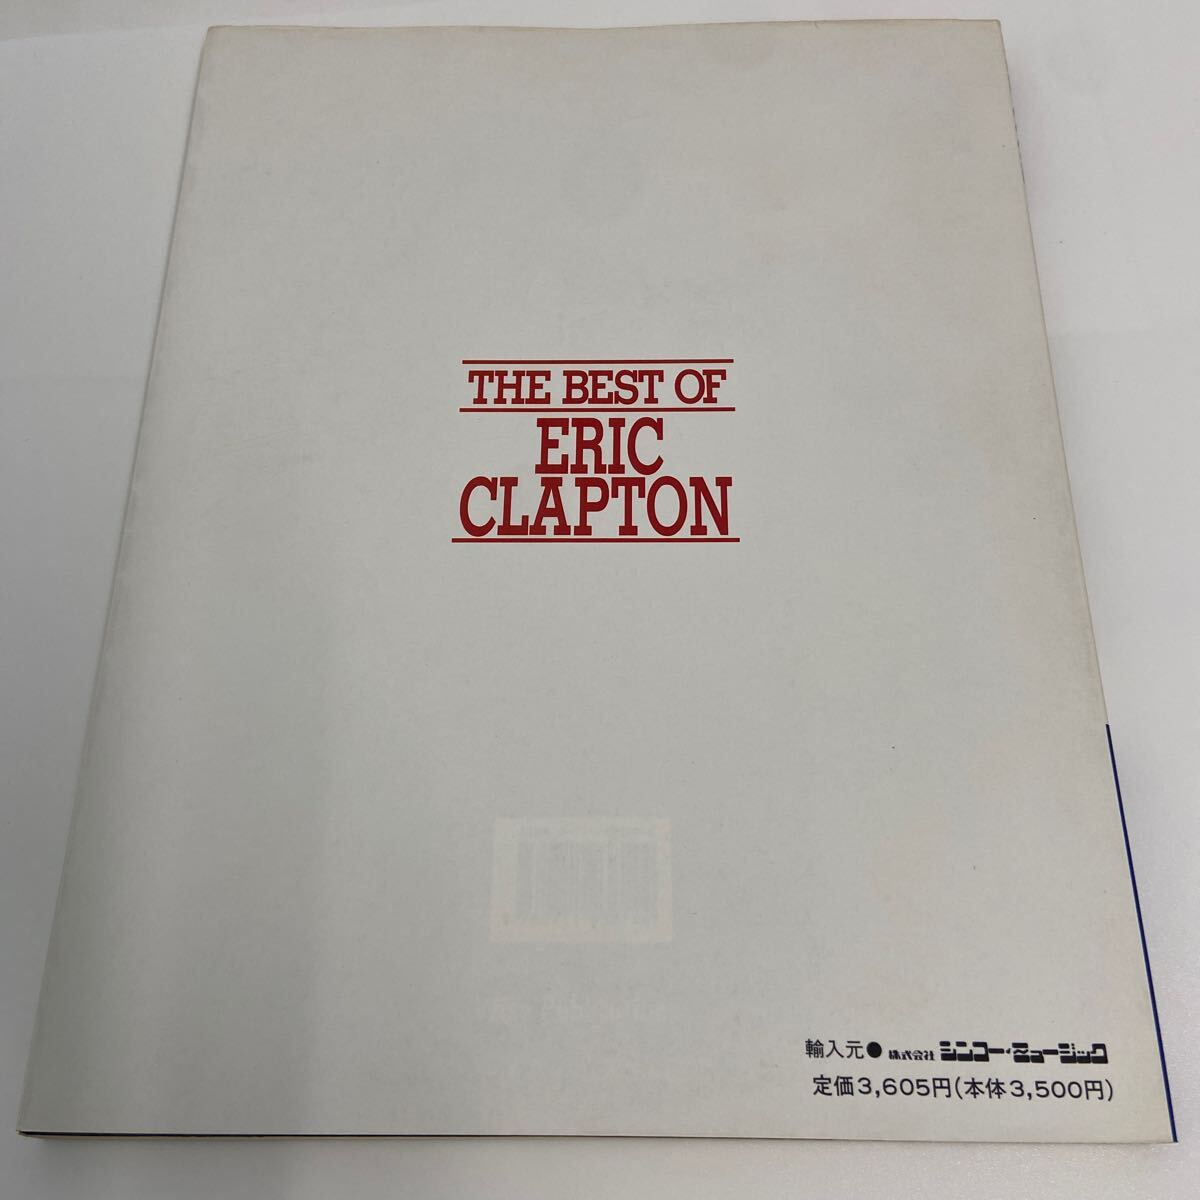 THE BEST OF
ERIC
CLAPTON
輸入元● 株式会社 シンコー・ミュージック
定価3,605円(本体3,500円)